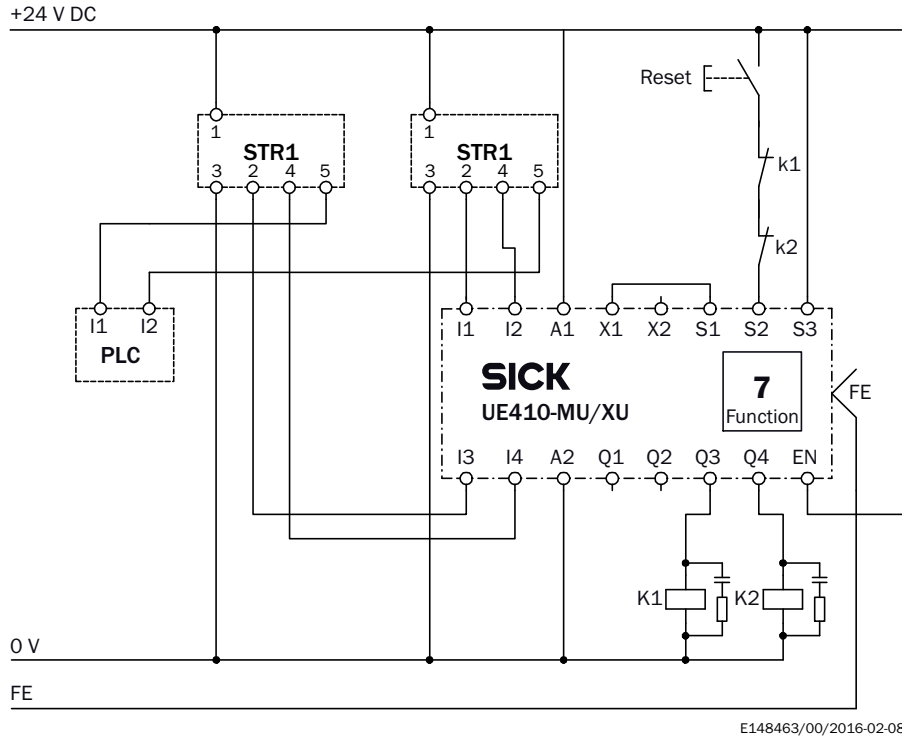 +24 V DC
Reset
1
STR1
3 2 4 5
1
STR1
3 2 4 5
k1
k2
I1 I2
PLC
I1 I2 A1 X1 X2 S1 S2 S3
SICK
UE410-MU/XU
7
Function
FE
I3 I4 A2 Q1 Q2 Q3 Q4 EN
K1 K2
0 V
FE
E148463/00/2016-02-08